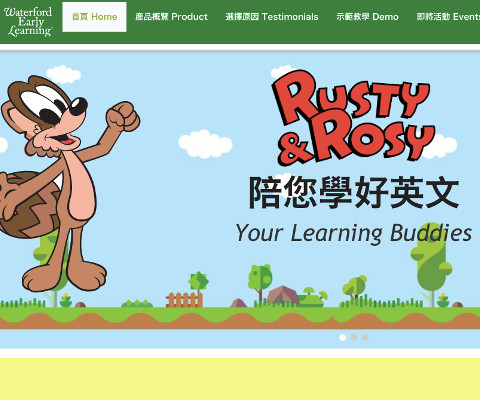 Waterford
Early
Learning
首頁 Home 產品概覽 Product 選擇原因 Testimonials 示範教學 Demo 即將活動 Events
RUSTY
& ROSY
陪您學好英文
Your Learning Buddies